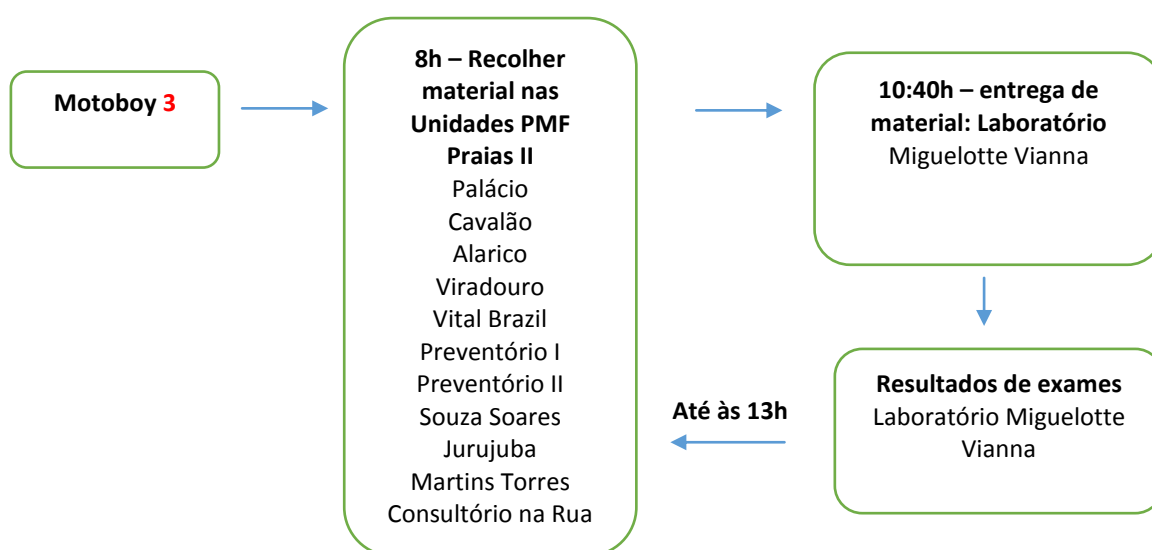 Motoboy 3
8h – Recolher
material nas
Unidades PMF
Praias II
Palácio
Cavalão
Alarico
Viradouro
Vital Brazil
Preventório I
Preventório II
Souza Soares
Jurujuba
Martins Torres
Consultório na Rua
10:40h – entrega de
material: Laboratório
Miguelotte Vianna
Resultados de exames
Laboratório Miguelotte
Vianna
Até às 13h